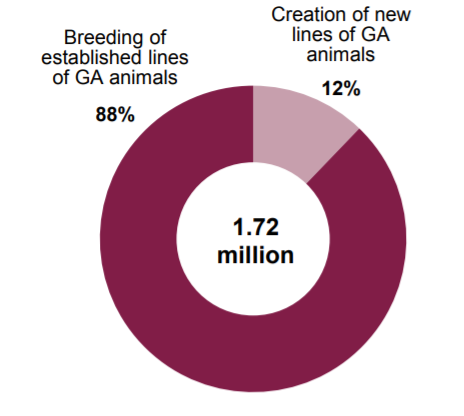 Breeding of
established lines
of GA animals
88%
Creation of new
lines of GA
animals
12%
1.72
million